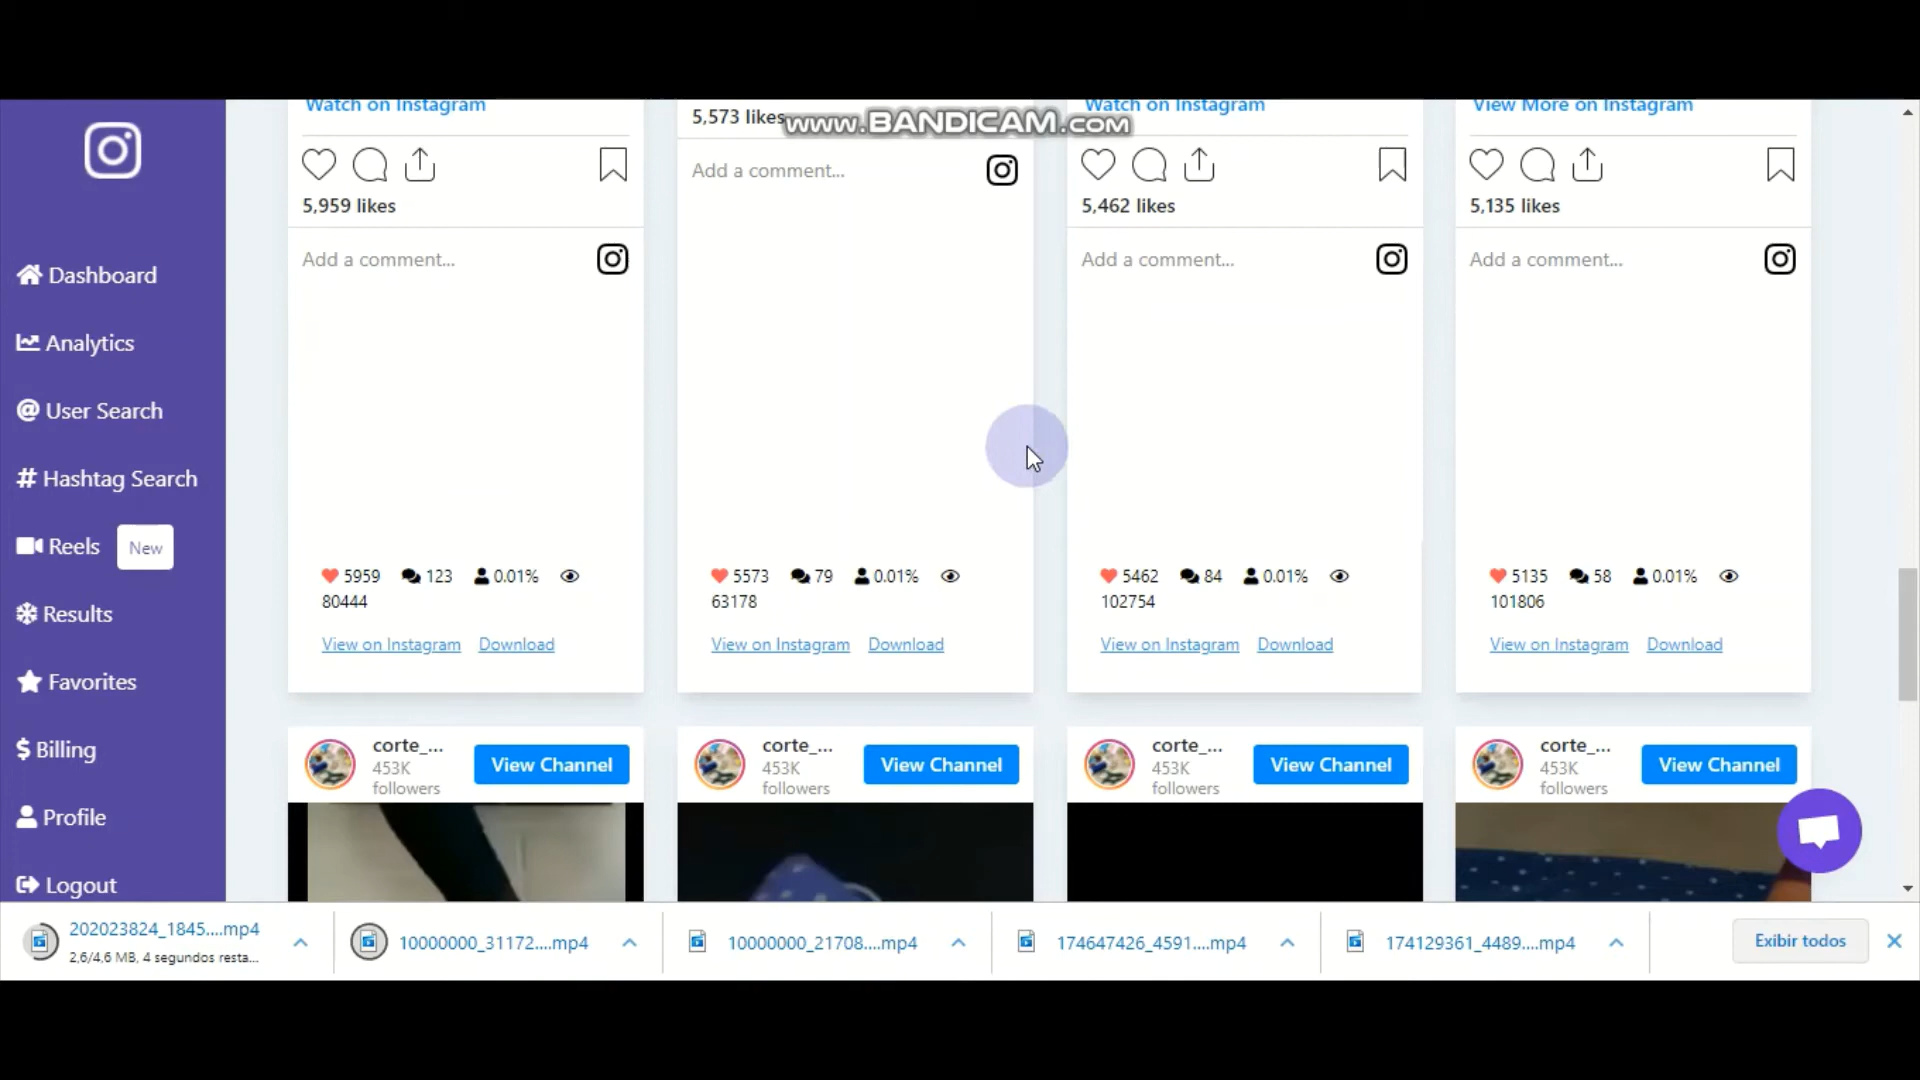 www.BANDICAM.com
Dashboard
Analytics
User Search
Hashtag Search
Reels New
Results
Favorites
Billing
Profile
Logout
Watch on Instagram
5,959 likes
Add a comment...
5959 123 0.01%
80444
View on Instagram Download
5,573 likes
Add a comment...
5573 79 0.01%
63178
View on Instagram Download
Watch on Instagram
5,462 likes
Add a comment...
5462 84 0.01%
102754
View on Instagram Download
View More on Instagram
5,135 likes
Add a comment...
5135 58 0.01%
101806
View on Instagram Download
corte_...
453K
followers
View Channel
corte_...
453K
followers
View Channel
corte_...
453K
followers
View Channel
corte_...
453K
followers
View Channel
202023824_1845....mp4
2,6/4,6 MB, 4 segundos resta...
10000000_31172....mp4
10000000_21708....mp4
174647426_4591....mp4
174129361_4489....mp4
Exibir todos